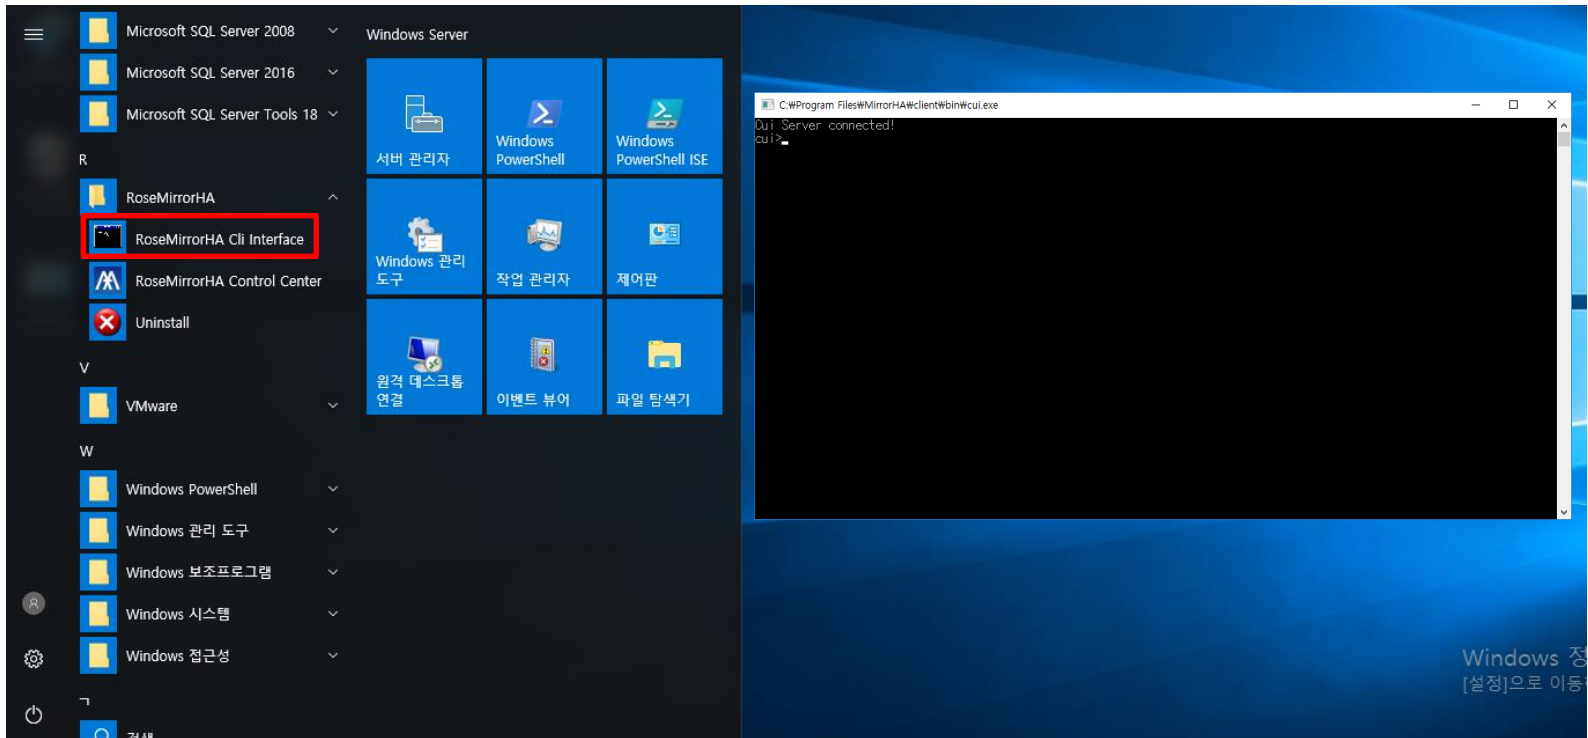 Microsoft SQL Server 2008
Microsoft SQL Server 2016
Microsoft SQL Server Tools 18
R
RoseMirrorHA
RoseMirrorHA Cli Interface
RoseMirrorHA Control Center
Uninstall
V
VMware
W
Windows PowerShell
Windows 관리 도구
Windows 보조프로그램
Windows 시스템
Windows 접근성
ㄱ
검색
Windows Server
서버 관리자
Windows
PowerShell
Windows
PowerShell ISE
Windows 관리
도구
작업 관리자
제어판
원격 데스크톱
연결
이벤트 뷰어
파일 탐색기
C:₩Program Files₩MirrorHA₩client₩bin₩cui.exe
Cui Server connected!
cui>
Windows 정
[설정]으로 이동